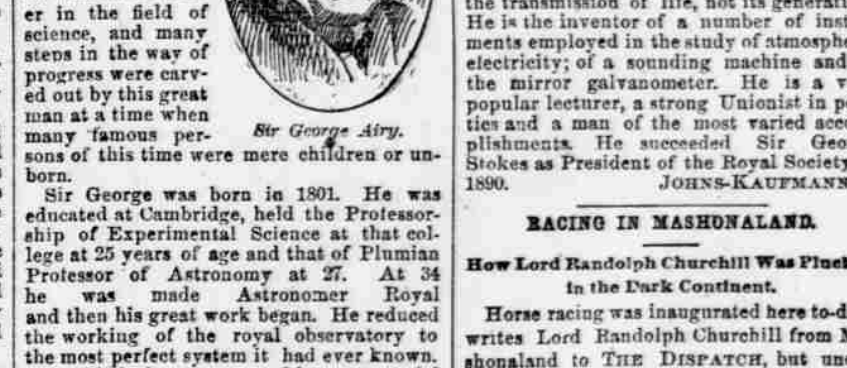 er in the field of
science, and many
steps in the way of
progress were carv-
ed out by this great
man at a time when
many famous per-
Sir George Airy.
sons of this time were mere children or un-
born.
Sir George was born in 1801. He was
educated at Cambridge, held the Professor-
ship of Experimental Science at that col-
lege at 25 years of age and that of Plumian
Professor of Astronomy at 27. At 34
he was made Astronomer Royal
and then his great work began. He reduced
the working of the royal observatory to
the most perfect system it had ever known.
the transmission of life, not its generati
He is the inventor of a number of inst
ments employed in the study of atmosphe
electricity; of a sounding machine and
the mirror galvanometer. He is a v
popular lecturer, a strong Unionist in po
tics and a man of the most varied acco
plishments. He succeeded Sir Geo
Stokes as President of the Royal Society
1890. JOHNS-KAUFMANN
RACING IN MASHONALAND.
How Lord Randolph Churchill Was Pluck
in the Dark Continent.
Horse racing was inaugurated here to-d
writes Lord Randolph Churchill from M
shonaland to THE DISPATCH, but und